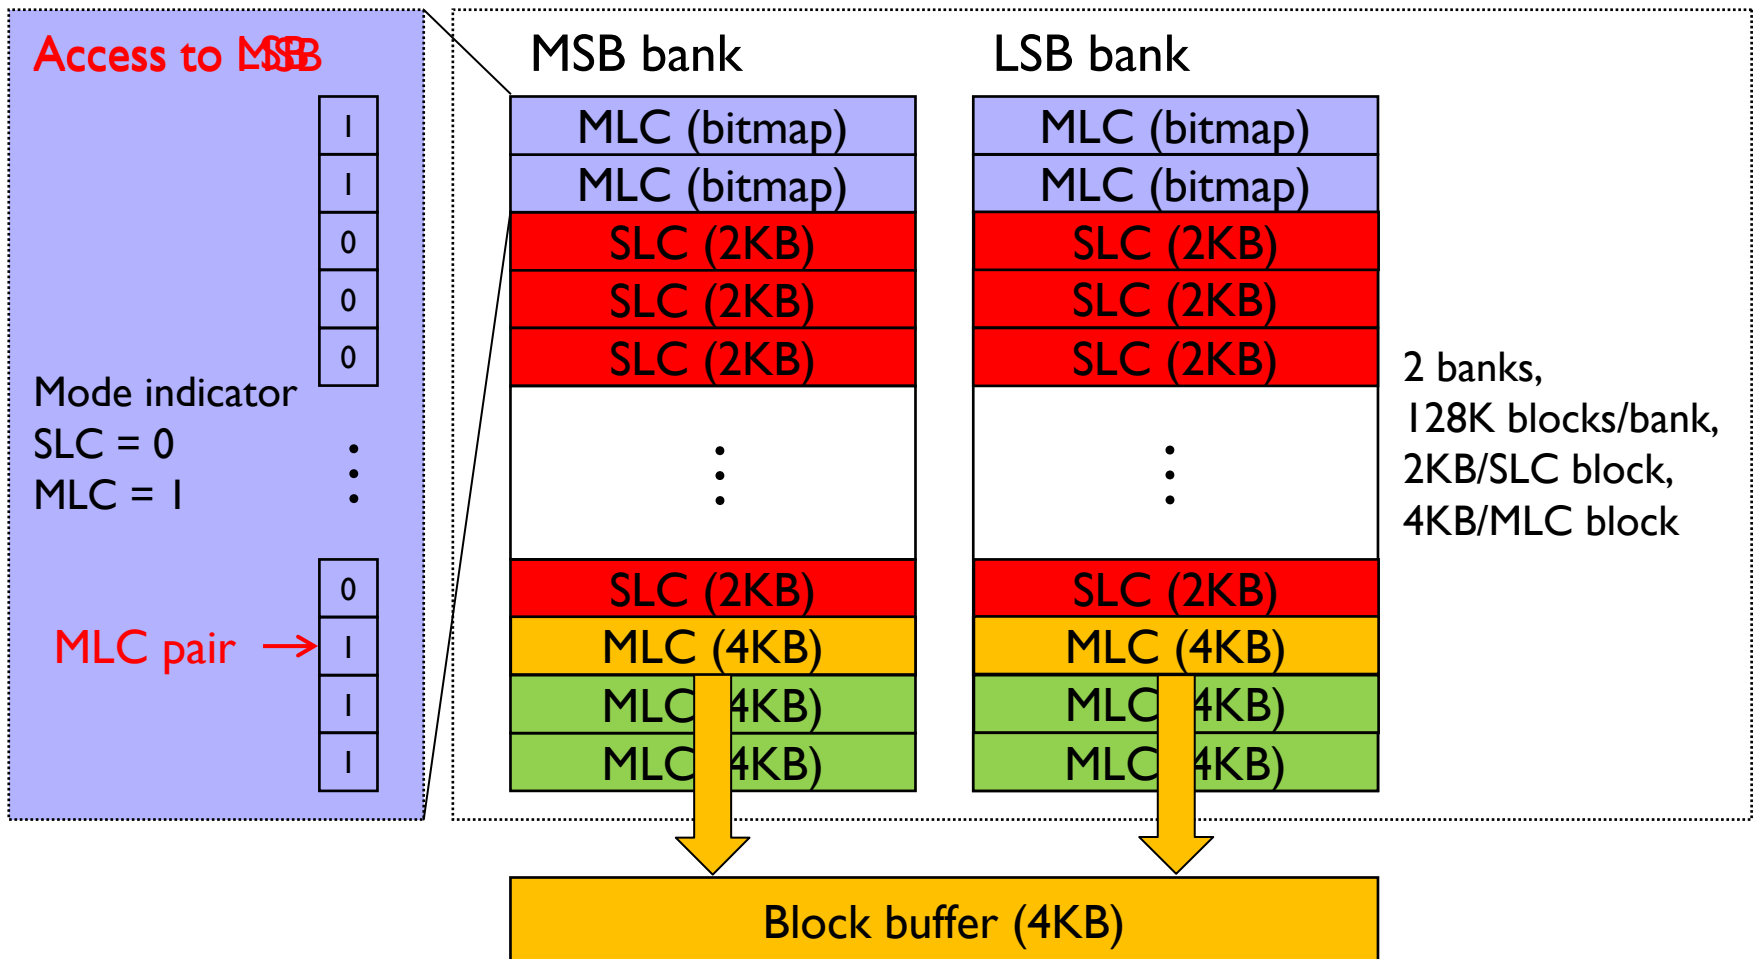 Access to
1
1
0
0
0
Mode indicator
SLC = 0
MLC = 1
0
MLC pair
1
1
1
MSB bank
MLC (bitmap)
MLC (bitmap)
SLC (2KB)
SLC (2KB)
SLC (2KB)
SLC (2KB)
MLC (4KB)
MLC 4KB)
MLC 4KB)
LSB bank
MLC (bitmap)
MLC (bitmap)
SLC (2KB)
SLC (2KB)
SLC (2KB)
SLC (2KB)
MLC (4KB)
MLC 4KB)
MLC 4KB)
2 banks,
128K blocks/bank,
2KB/SLC block,
4KB/MLC block
Block buffer (4KB)